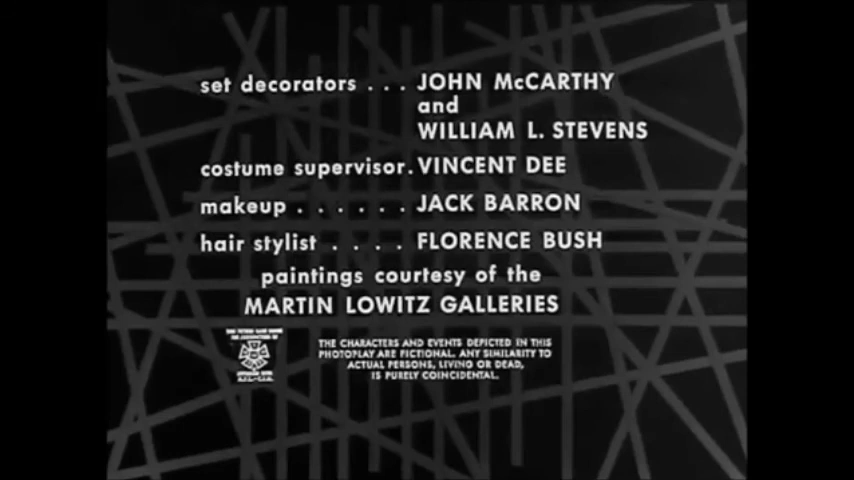 set decorators . . . JOHN McCARTHY
and
WILLIAM L. STEVENS
costume supervisor. VINCENT DEE
makeup . . . . . . JACK BARRON
hair stylist . . . . FLORENCE BUSH
paintings courtesy of the
MARTIN LOWITZ GALLERIES
THE CHARACTERS AND EVENTS DEPICTED IN THIS
PHOTOPLAY ARE FICTIONAL. ANY SIMILARITY TO
ACTUAL PERSONS, LIVING OR DEAD,
IS PURELY COINCIDENTAL.